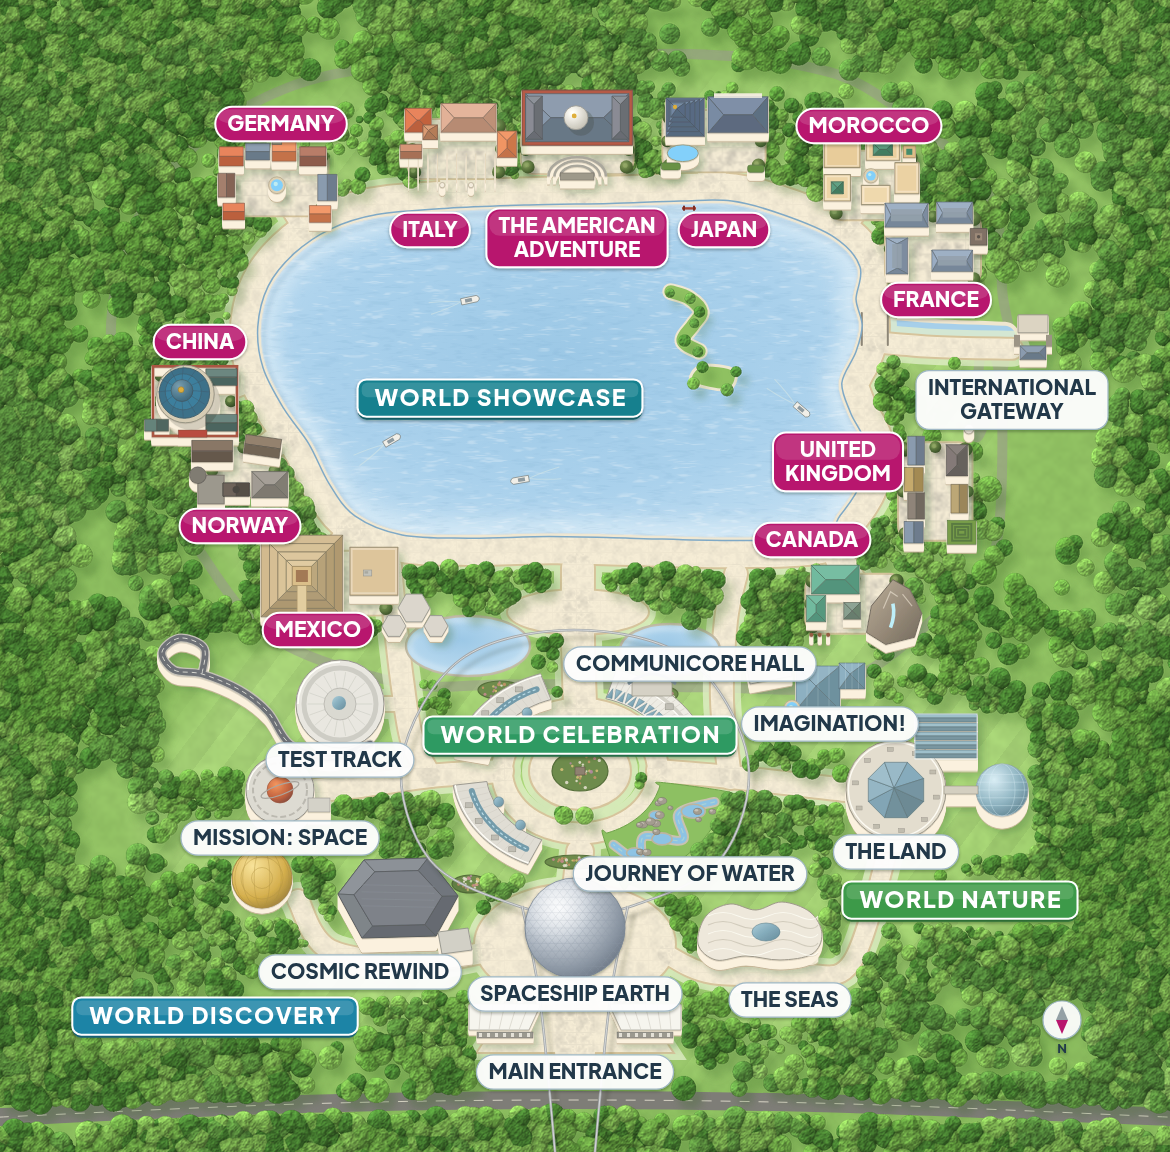 GERMANY
MOROCCO
ITALY
THE AMERICAN
ADVENTURE
JAPAN
FRANCE
CHINA
INTERNATIONAL
GATEWAY
WORLD SHOWCASE
UNITED
KINGDOM
NORWAY
CANADA
MEXICO
COMMUNICORE HALL
IMAGINATION!
WORLD CELEBRATION
TEST TRACK
MISSION: SPACE
THE LAND
JOURNEY OF WATER
WORLD NATURE
COSMIC REWIND
SPACESHIP EARTH
THE SEAS
WORLD DISCOVERY
N
MAIN ENTRANCE